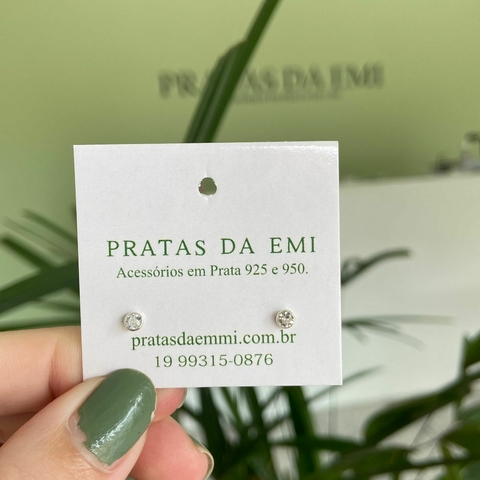 PRATAS DA EMI
PRATAS DA EMI
Acessórios em Prata 925 e 950.
pratasdaemmi.com.br
19 99315-0876